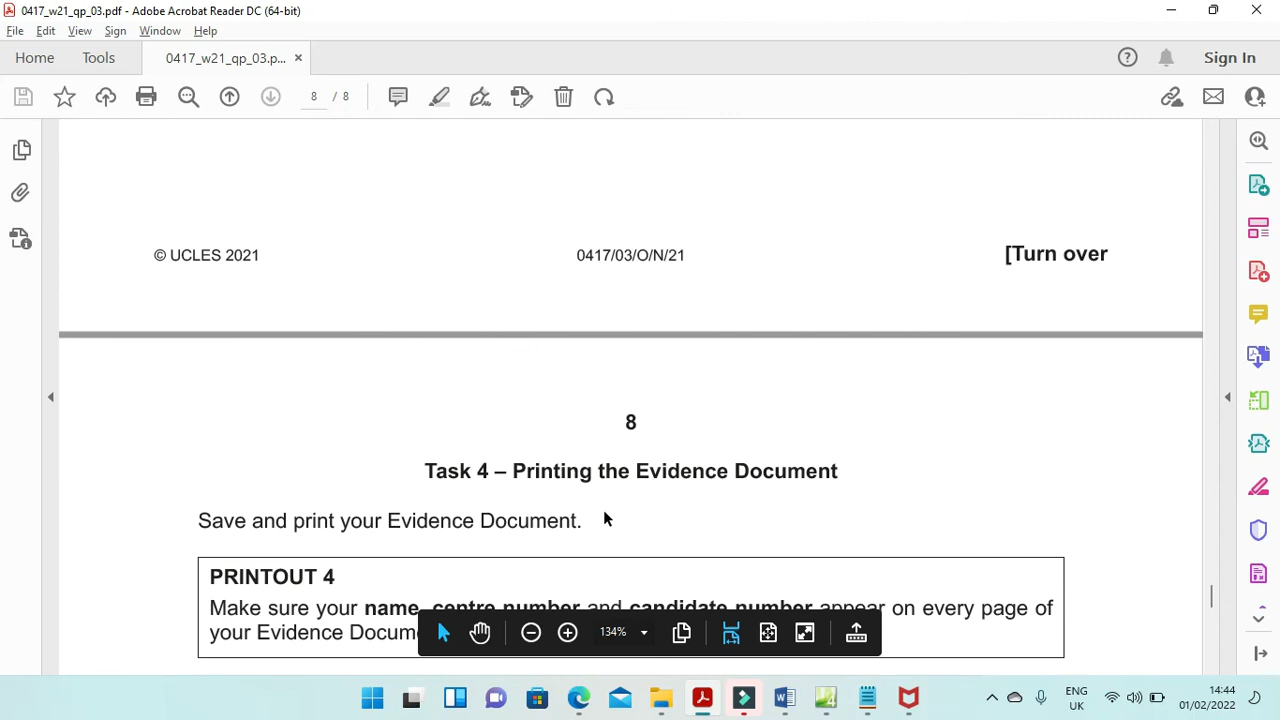 0417_w21_qp_03.pdf - Adobe Acrobat Reader DC (64-bit)
File Edit View Sign Window Help
Home Tools 0417_w21_qp_03.p... × Sign In
8 / 8
© UCLES 2021 0417/03/O/N/21 [Turn over
8
Task 4 – Printing the Evidence Document
Save and print your Evidence Document.
PRINTOUT 4
Make sure your name, centre number and candidate number appear on every page of
your Evidence Docum
134%
ENG
UK
14:44
01/02/2022